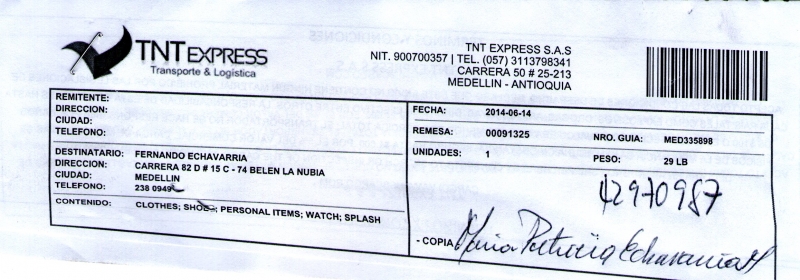 TNT EXPRESS
Transporte & Logística
TNT EXPRESS S.A.S
NIT. 900700357 | TEL. (057) 3113798341
CARRERA 50 # 25-213
MEDELLIN - ANTIOQUIA
REMITENTE:
DIRECCION:
CIUDAD:
TELEFONO:
DESTINATARIO: FERNANDO ECHAVARRIA
DIRECCION: CARRERA 82 D # 15 C - 74 BELEN LA NUBIA
CIUDAD: MEDELLIN
TELEFONO: 238 0949
CONTENIDO: CLOTHES; SHOES; PERSONAL ITEMS; WATCH; SPLASH
FECHA: 2014-06-14
REMESA: 00091325 NRO. GUIA: MED335898
UNIDADES: 1 PESO: 29 LB
42970987
- COPIA Maria Patricia Echavarria M